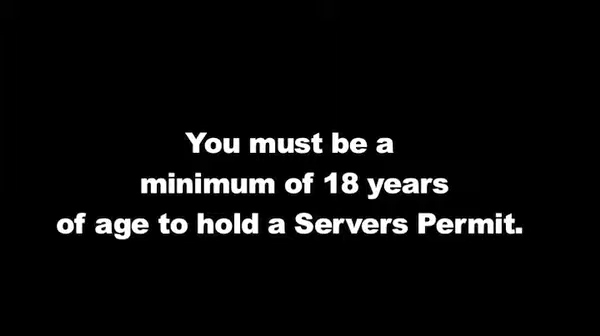 You must be a
minimum of 18 years
of age to hold a Servers Permit.